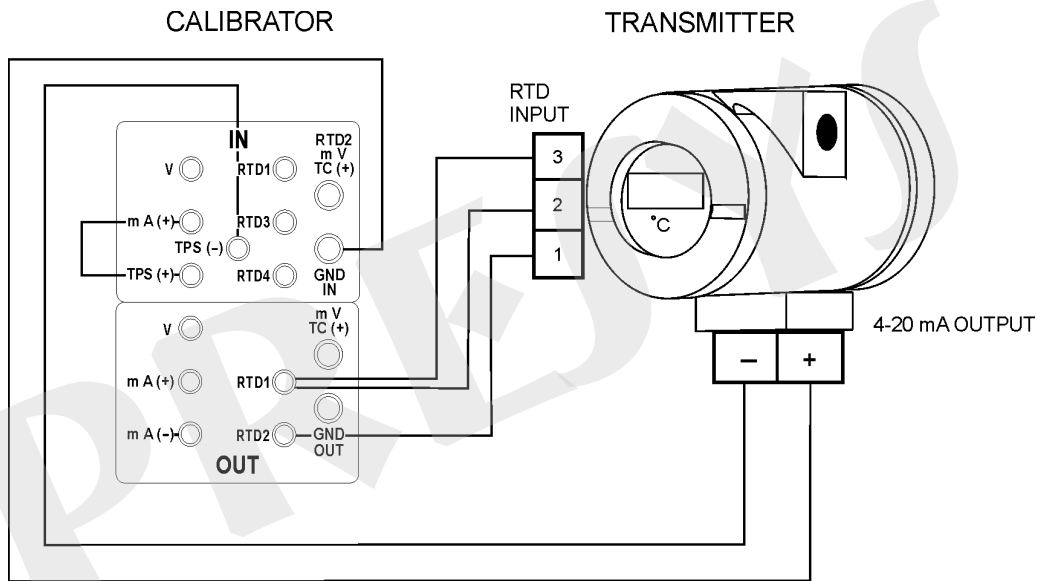 CALIBRATOR
TRANSMITTER
RTD
INPUT
3
2
1
IN
RTD2
m V
TC (+)
V
RTD1
m A (+)
RTD3
TPS (−)
TPS (+)
RTD4
GND
IN
m V
TC (+)
V
m A (+)
RTD1
m A (−)
RTD2
GND
OUT
OUT
°C
4-20 mA OUTPUT
−
+
PRESYS